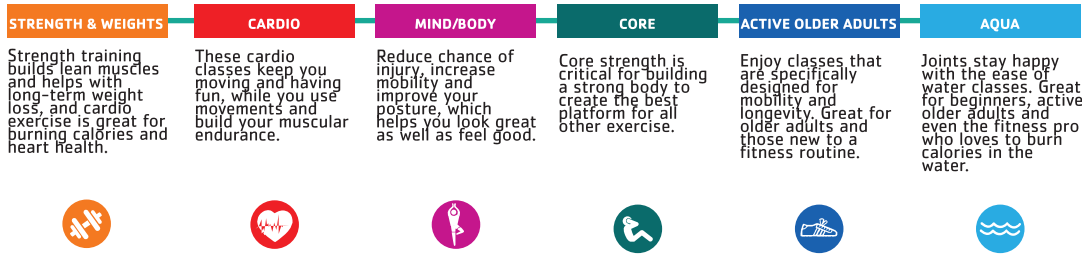 STRENGTH & WEIGHTS
Strength training
builds lean muscles
and helps with
long-term weight
loss, and cardio
exercise is great for
burning calories and
heart health.
CARDIO
These cardio
classes keep you
moving and having
fun, while you use
movements and
build your muscular
endurance.
MIND/BODY
Reduce chance of
injury, increase
mobility and
improve your
posture, which
helps you look great
as well as feel good.
CORE
Core strength is
critical for building
a strong body to
create the best
platform for all
other exercise.
ACTIVE OLDER ADULTS
Enjoy classes that
are specifically
designed for
mobility and
longevity. Great for
older adults and
those new to a
fitness routine.
AQUA
Joints stay happy
with the ease of
water classes. Great
for beginners, active
older adults and
even the fitness pro
who loves to burn
calories in the
water.